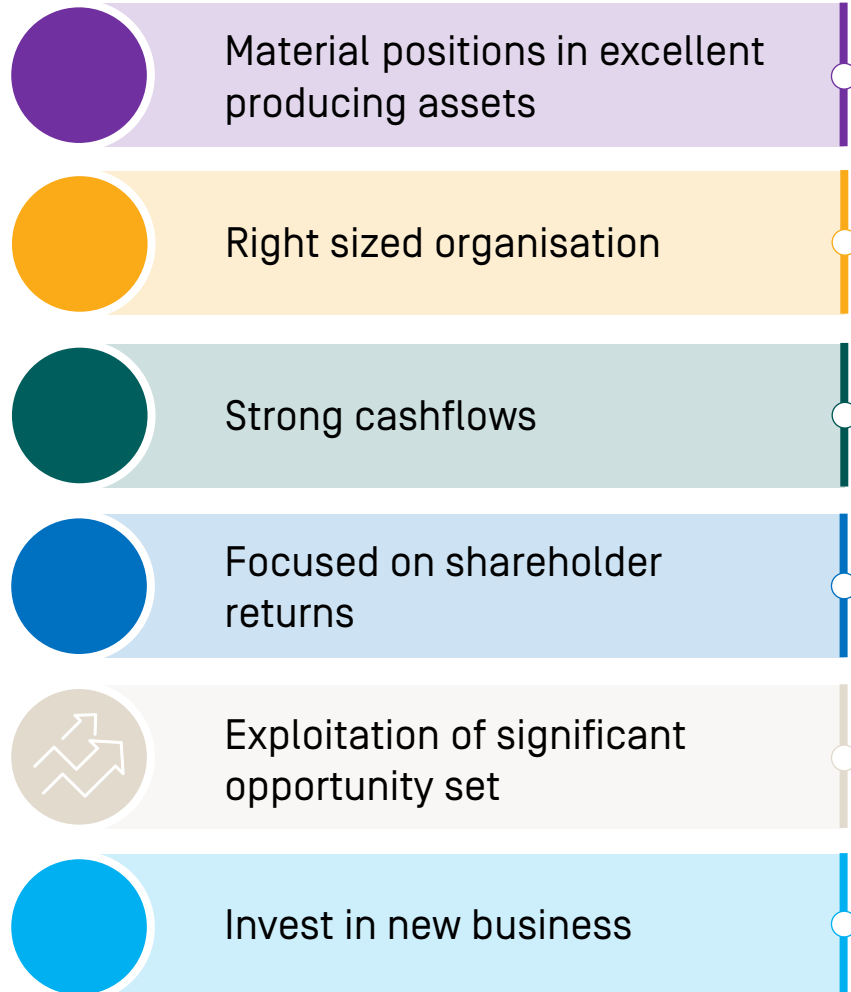 Material positions in excellent
producing assets
Right sized organisation
Strong cashflows
Focused on shareholder
returns
Exploitation of significant
opportunity set
Invest in new business